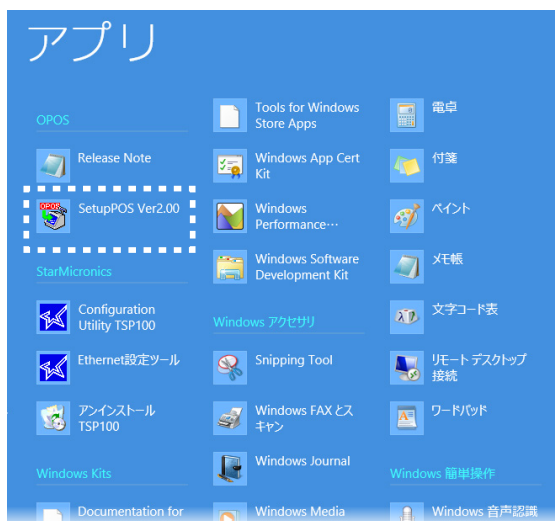 アプリ
OPOS
Release Note
OPOS
SetupPOS Ver2.00
StarMicronics
Configuration
Utility TSP100
Ethernet設定ツール
アンインストール
TSP100
Windows Kits
Documentation for
Tools for Windows
Store Apps
Windows App Cert
Kit
Windows
Performance…
Windows Software
Development Kit
Windows アクセサリ
Snipping Tool
Windows FAX とス
キャン
Windows Journal
Windows Media
電卓
付箋
ペイント
メモ帳
文字コード表
リモート デスクトップ
接続
ワードパッド
Windows 簡単操作
Windows 音声認識